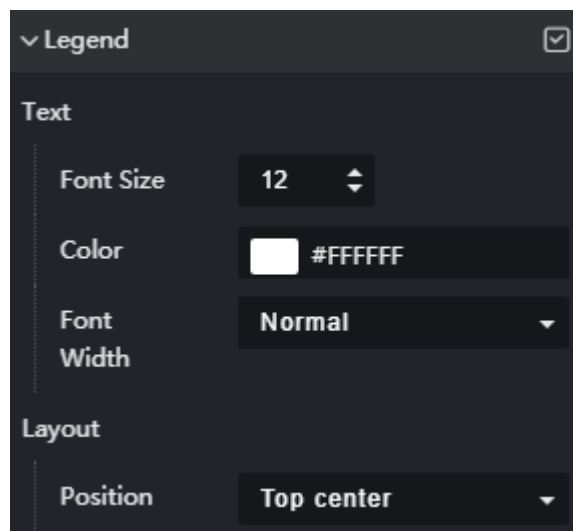 Legend
Text
Font Size 12
Color #FFFFFF
Font Width Normal
Layout
Position Top center